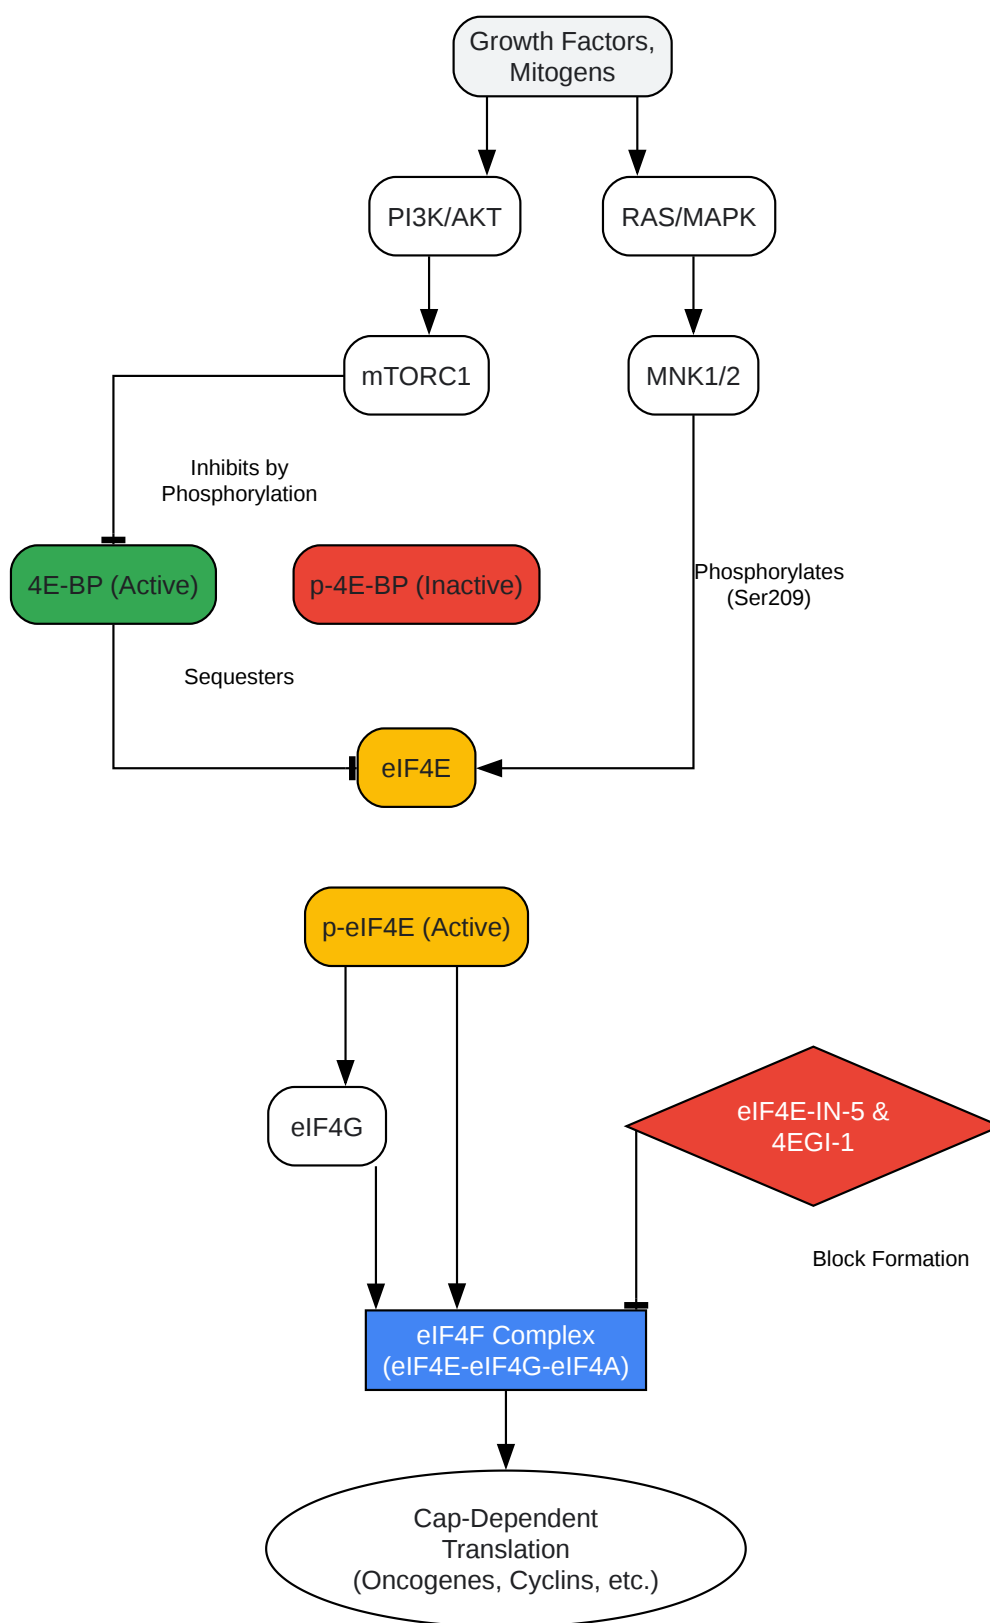 Growth Factors,
Mitogens
PI3K/AKT
RAS/MAPK
mTORC1
MNK1/2
Inhibits by
Phosphorylation
4E-BP (Active)
p-4E-BP (Inactive)
Phosphorylates
(Ser209)
Sequesters
eIF4E
p-eIF4E (Active)
eIF4G
eIF4E-IN-5 &
4EGI-1
Block Formation
eIF4F Complex
(eIF4E-eIF4G-eIF4A)
Cap-Dependent
Translation
(Oncogenes, Cyclins, etc.)